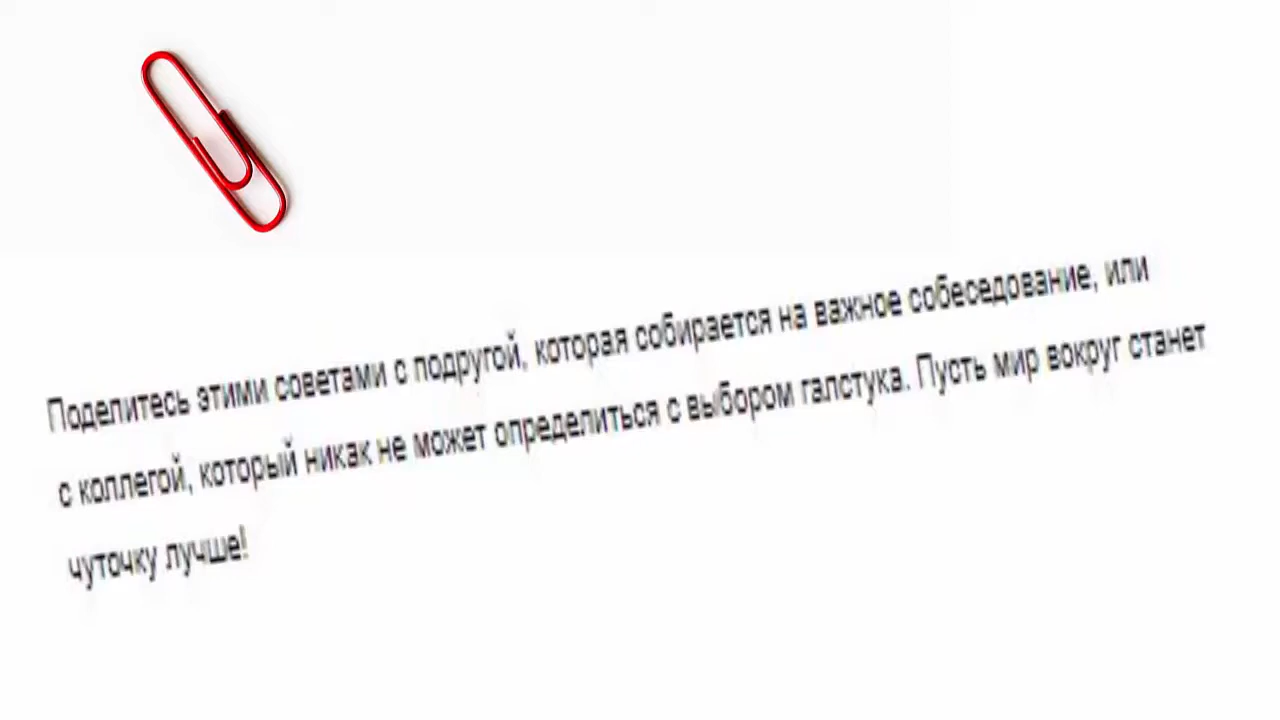 Поделитесь этими советами с подругой, которая собирается на важное собеседование, или
с коллегой, который никак не может определиться с выбором галстука. Пусть мир вокруг станет
чуточку лучше!